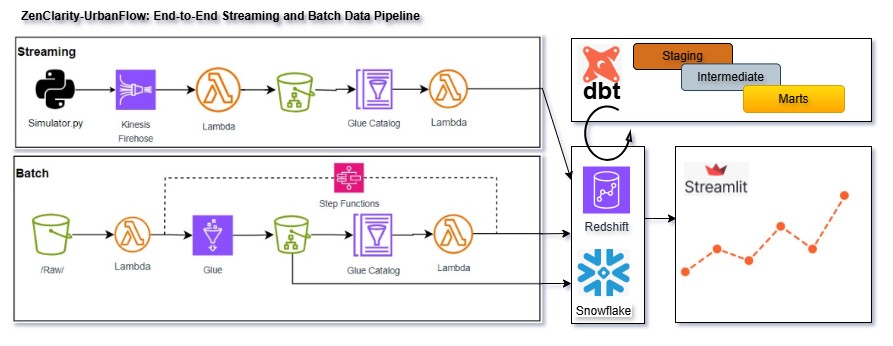 ZenClarity-UrbanFlow: End-to-End Streaming and Batch Data Pipeline
Streaming
Simulator.py
Kinesis
Firehose
Lambda
Glue Catalog
Lambda
dbt
Staging
Intermediate
Marts
Batch
Step Functions
/Raw/
Lambda
Glue
Glue Catalog
Lambda
Redshift
Snowflake
Streamlit